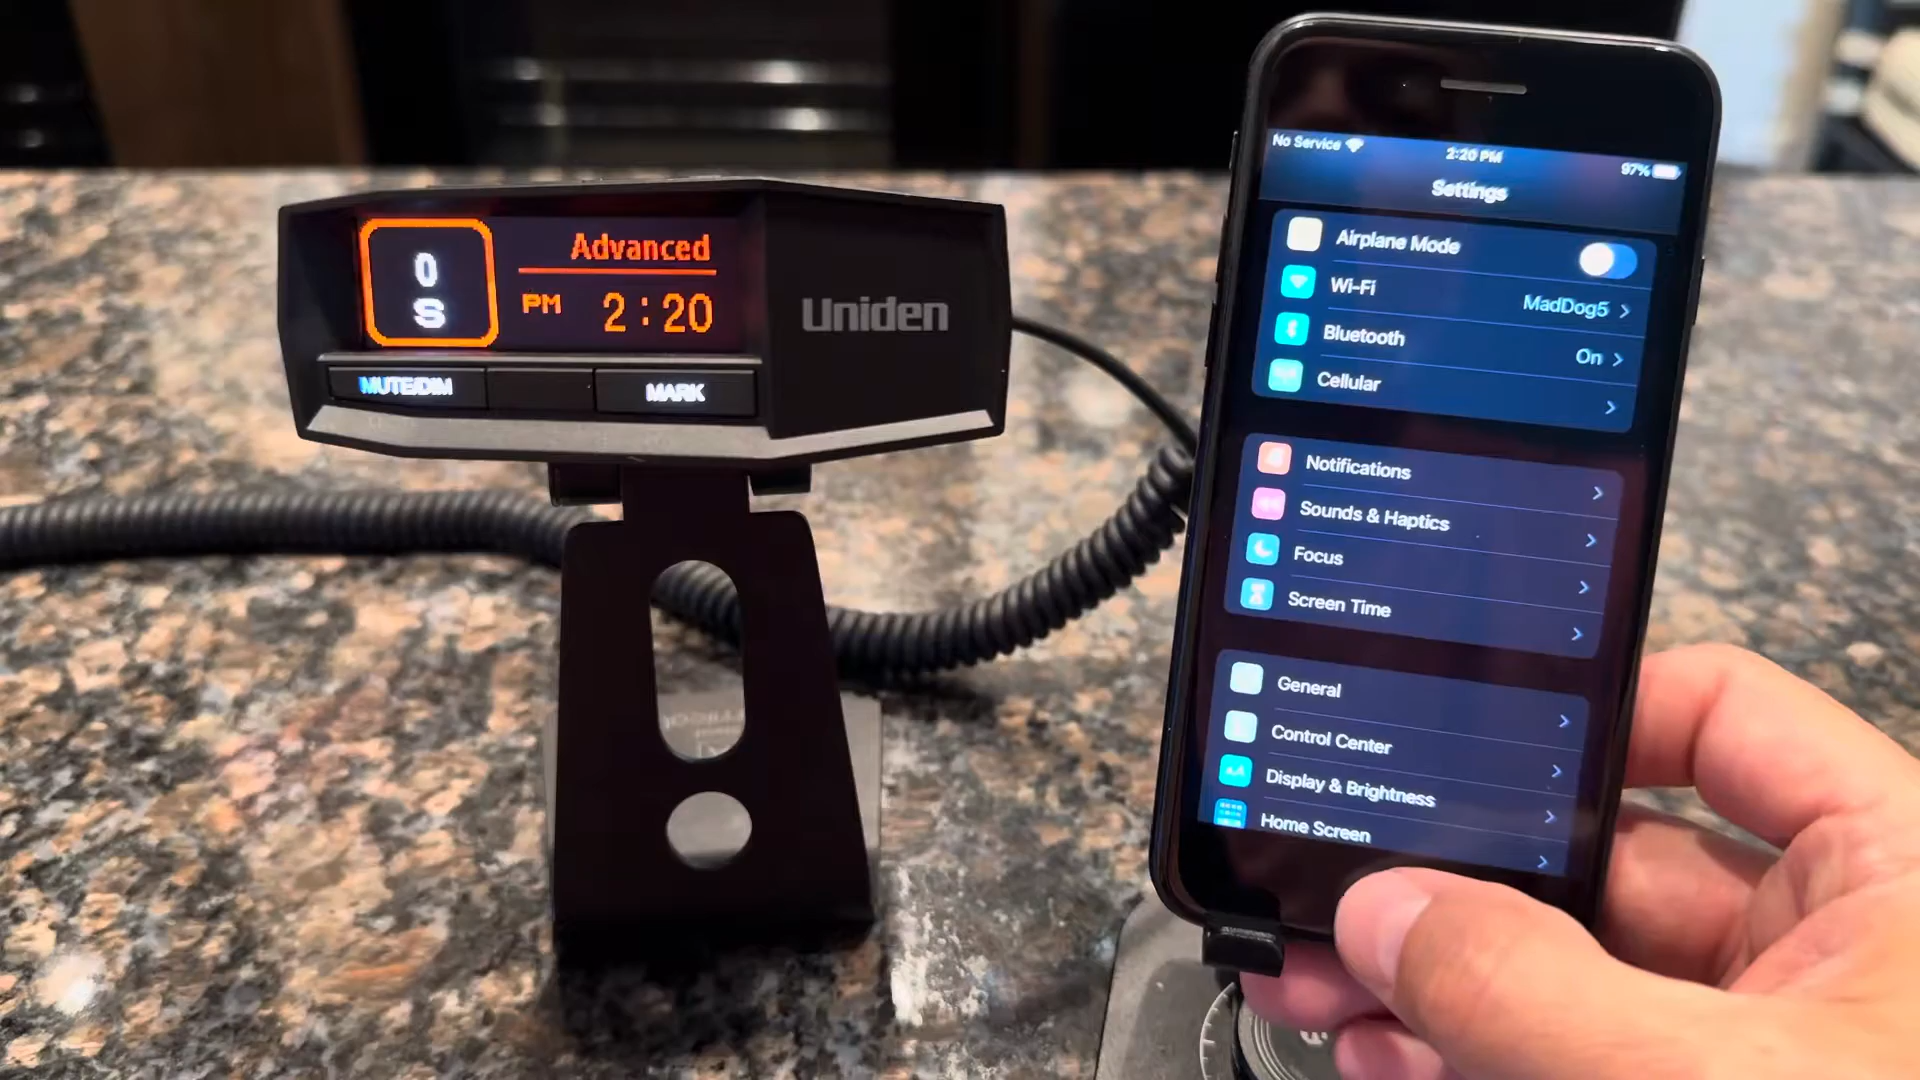 0
S
Advanced
PM 2:20
Uniden
MUTE/DIM
MARK
No Service
2:20 PM
97%
Settings
Airplane Mode
Wi-Fi
MadDog5
Bluetooth
On
Cellular
Notifications
Sounds & Haptics
Focus
Screen Time
General
Control Center
AA
Display & Brightness
Home Screen